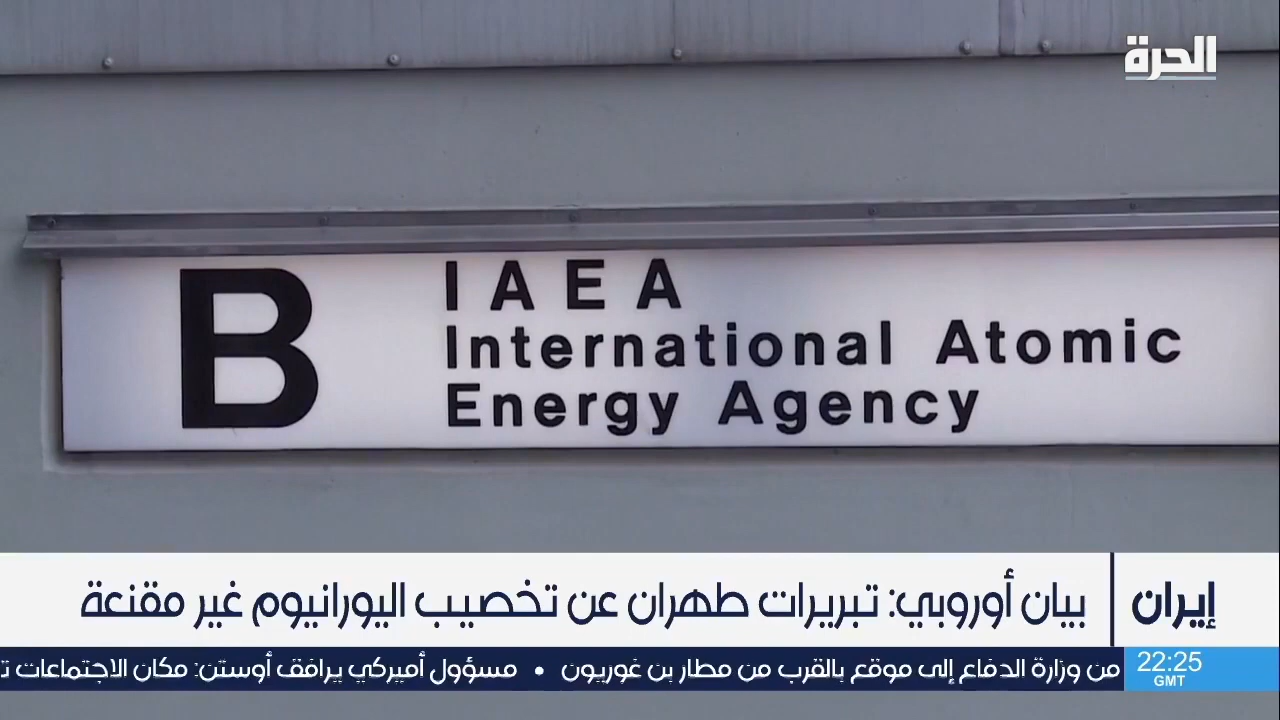 الحرة
B
IAEA
International Atomic
Energy Agency
إيران
بيان أوروبي: تبريرات طهران عن تخصيب اليورانيوم غير مقنعة
22:25
GMT
من وزارة الدفاع إلى موقع بالقرب من مطار بن غوريون • مسؤول أميركي يرافق أوستن: مكان الاجتماعات